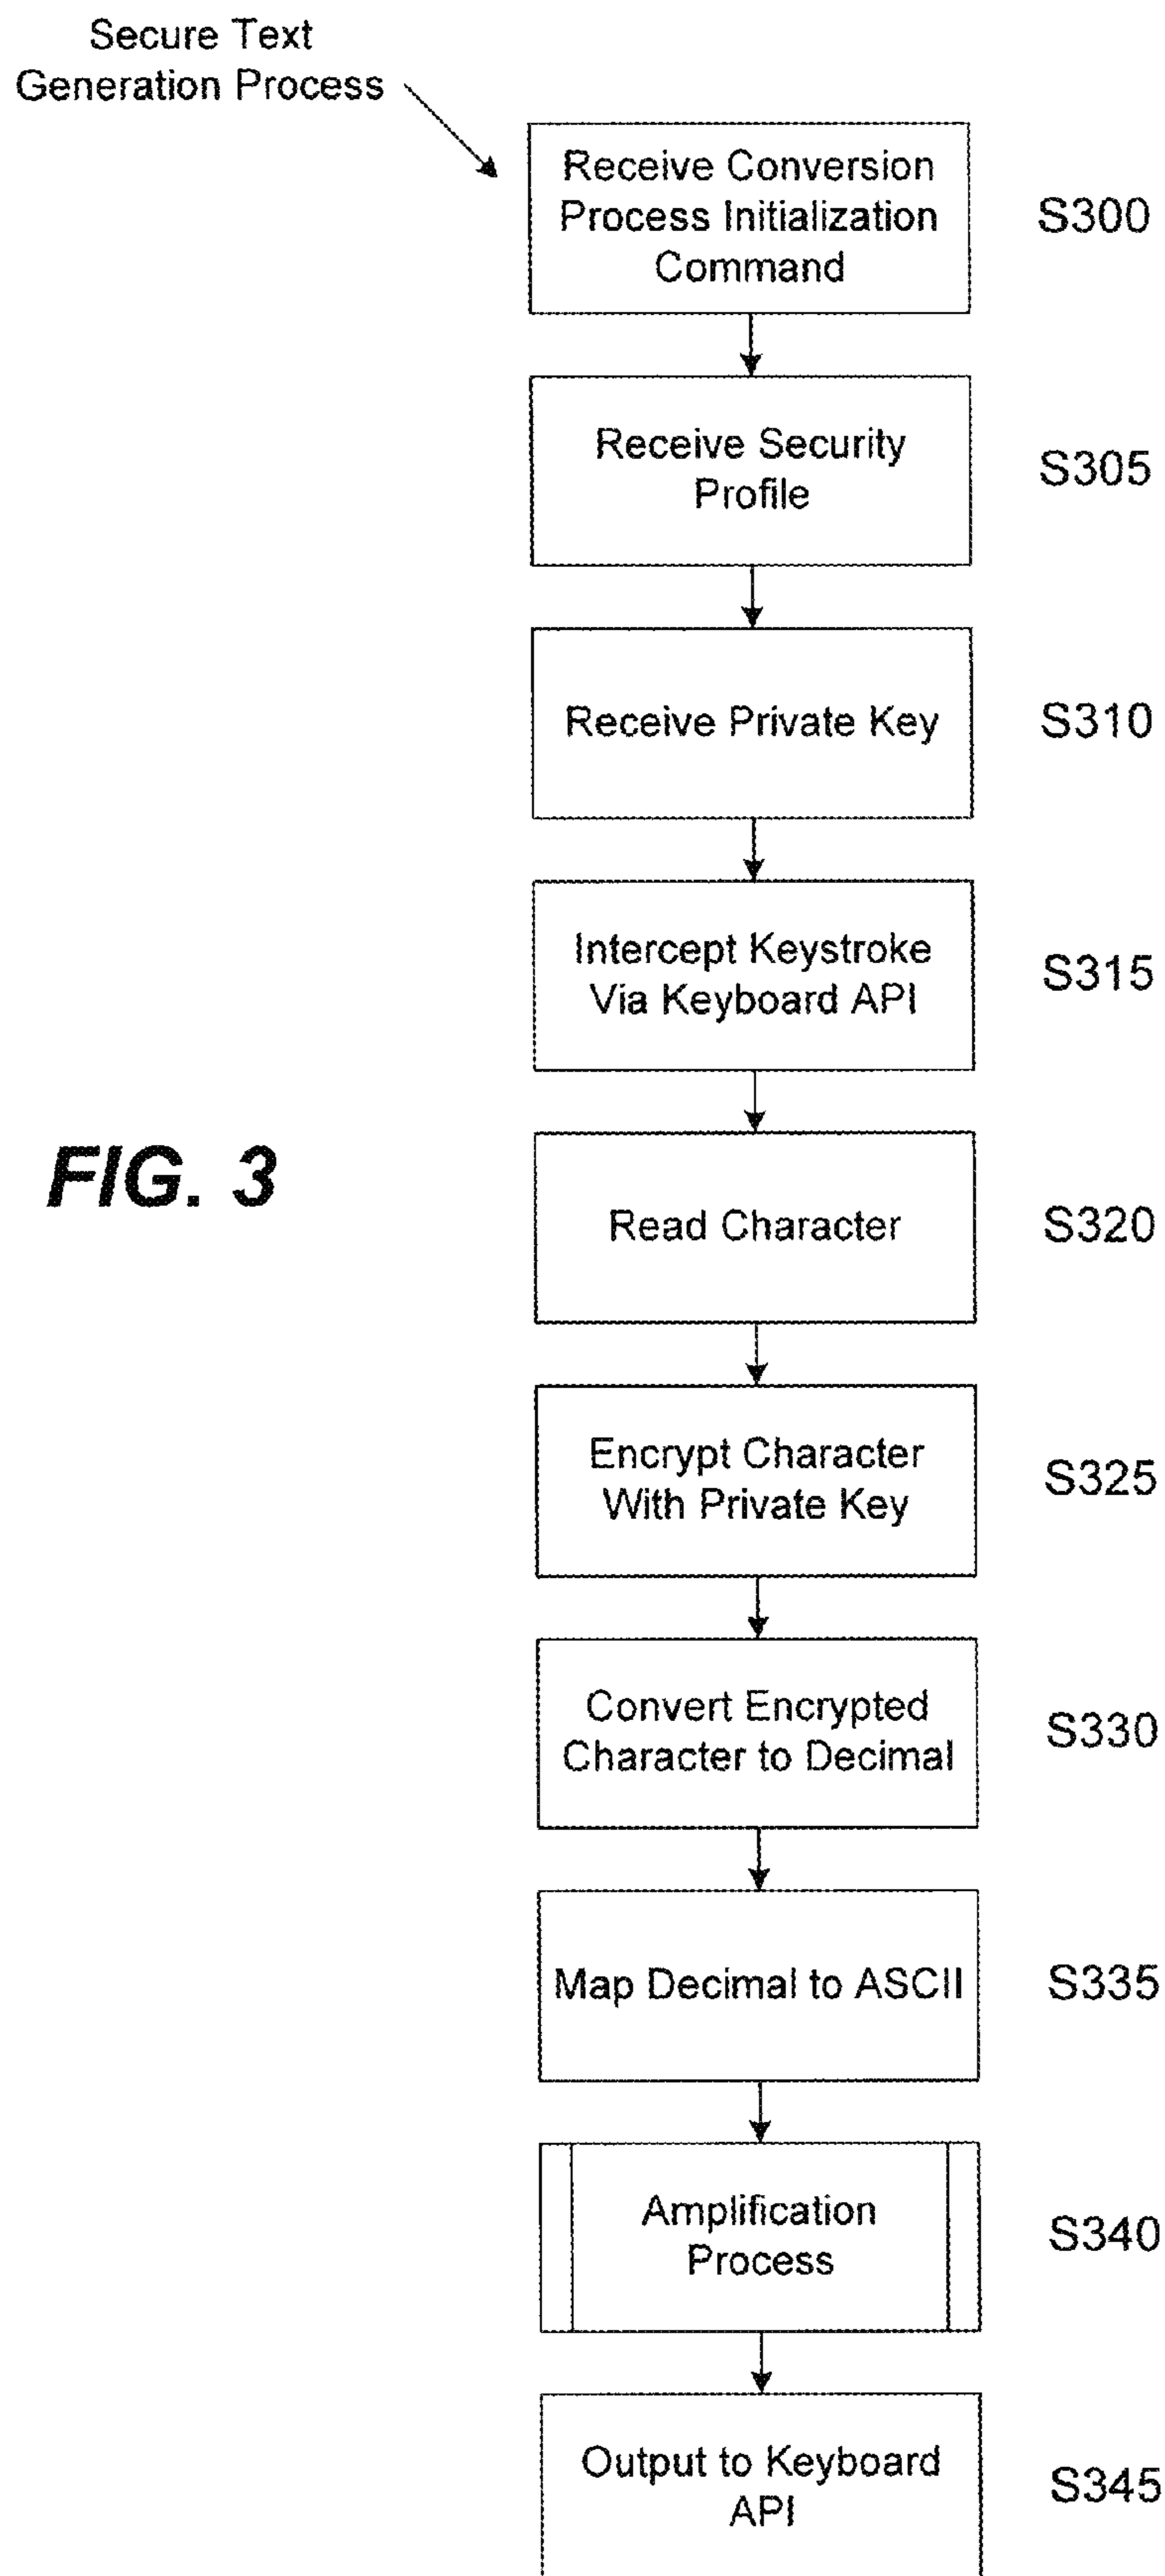 Secure Text
Generation Process
Receive Conversion
Process Initialization
Command
S300
Receive Security
Profile
S305
Receive Private Key
S310
Intercept Keystroke
Via Keyboard API
S315
FIG. 3
Read Character
S320
Encrypt Character
With Private Key
S325
Convert Encrypted
Character to Decimal
S330
Map Decimal to ASCII
S335
Amplification
Process
S340
Output to Keyboard
API
S345